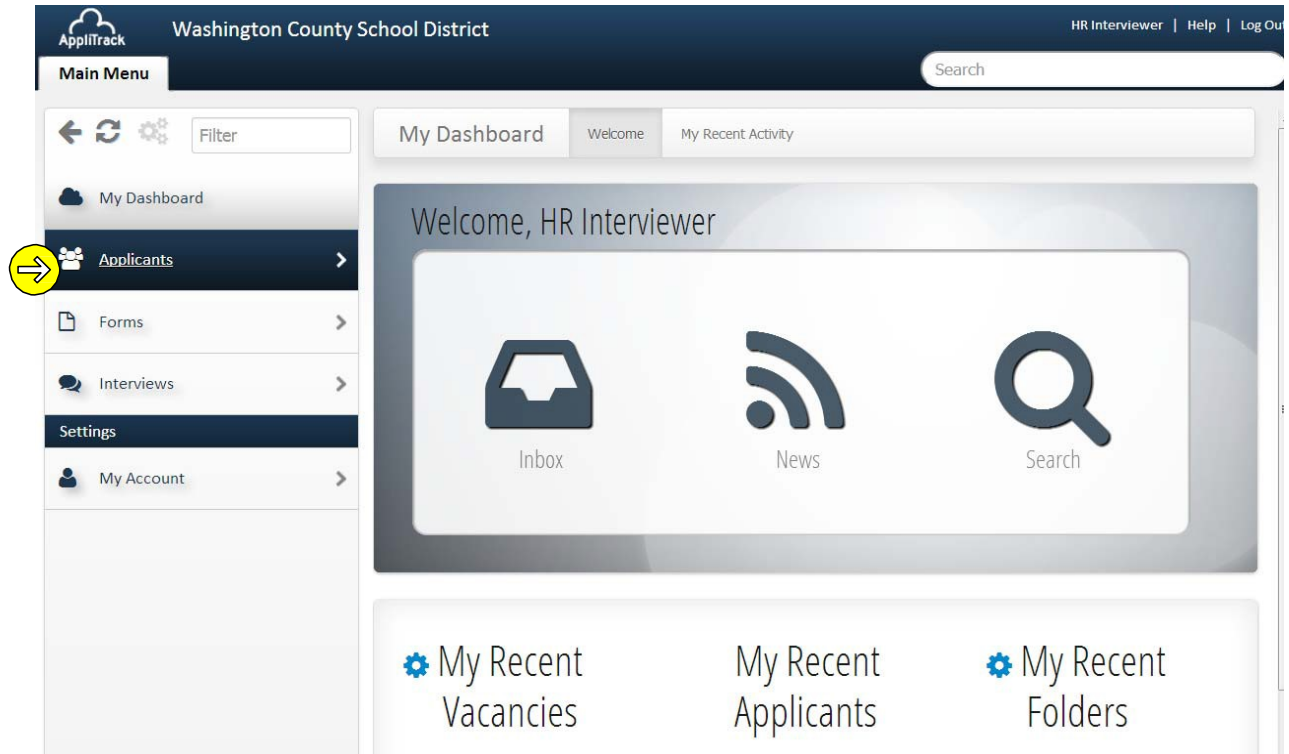 AppliTrack
Washington County School District
HR Interviewer | Help | Log Out
Main Menu
Search
Filter
My Dashboard
Welcome
My Recent Activity
My Dashboard
Applicants
Forms
Interviews
Settings
My Account
Welcome, HR Interviewer
Inbox
News
Search
My Recent
Vacancies
My Recent
Applicants
My Recent
Folders